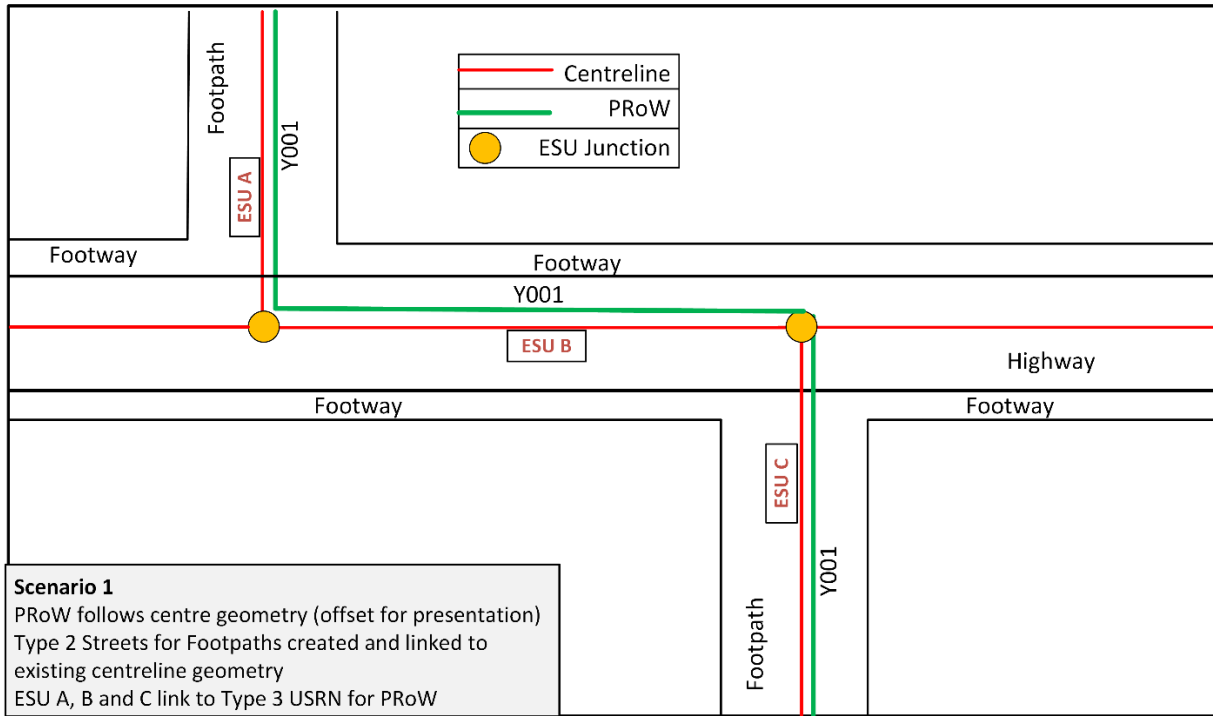 Footpath
Y001
ESU A
Centreline
PRoW
ESU Junction
Footway
Footway
Y001
ESU B
Highway
Footway
Footway
ESU C
Y001
Footpath
Scenario 1
PRoW follows centre geometry (offset for presentation)
Type 2 Streets for Footpaths created and linked to
existing centreline geometry
ESU A, B and C link to Type 3 USRN for PRoW